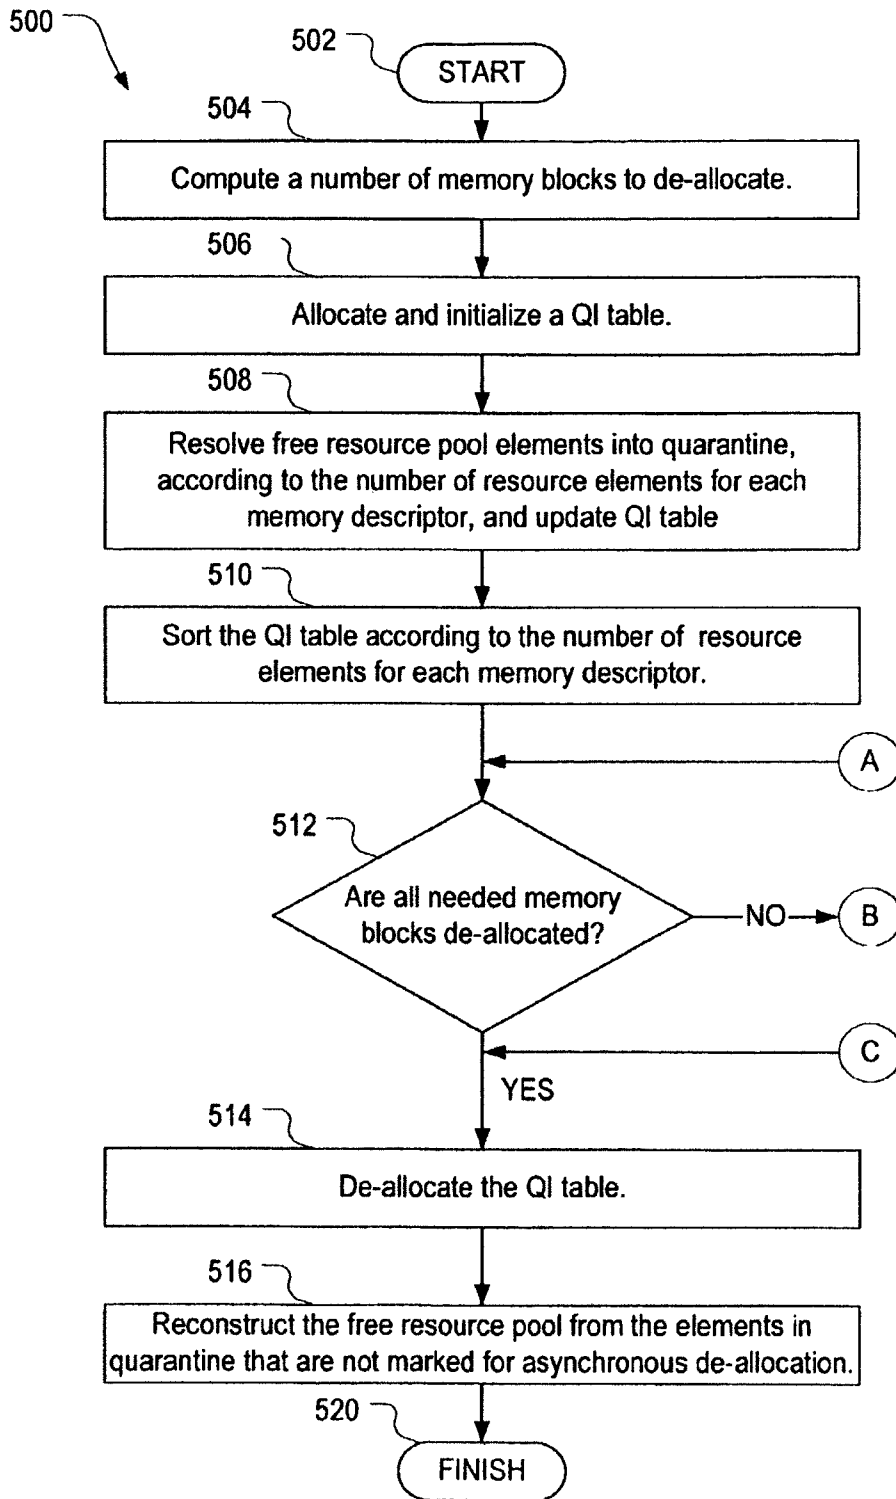 500
502
START
504
Compute a number of memory blocks to de-allocate.
506
Allocate and initialize a QI table.
508
Resolve free resource pool elements into quarantine,
according to the number of resource elements for each
memory descriptor, and update QI table
510
Sort the QI table according to the number of resource
elements for each memory descriptor.
A
512
Are all needed memory
blocks de-allocated?
NO
B
C
YES
514
De-allocate the QI table.
516
Reconstruct the free resource pool from the elements in
quarantine that are not marked for asynchronous de-allocation.
520
FINISH